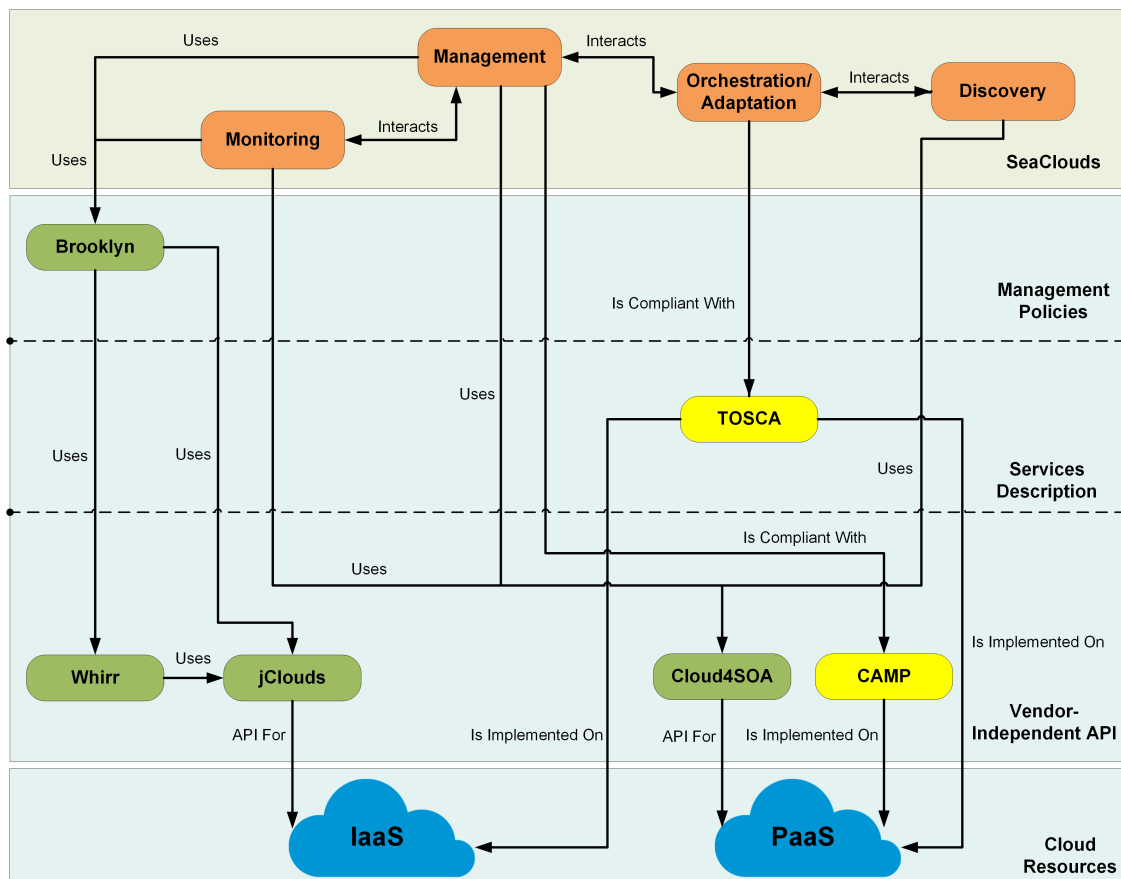 Uses
Management
Interacts
Orchestration/
Adaptation
Interacts
Discovery
Monitoring
Interacts
Uses
SeaClouds
Brooklyn
Is Compliant With
Management
Policies
Uses
TOSCA
Uses
Uses
Uses
Services
Description
Is Compliant With
Uses
Is Implemented On
Whirr
Uses
jClouds
Cloud4SOA
CAMP
Vendor-
Independent API
API For
Is Implemented On
API For
Is Implemented On
IaaS
PaaS
Cloud
Resources